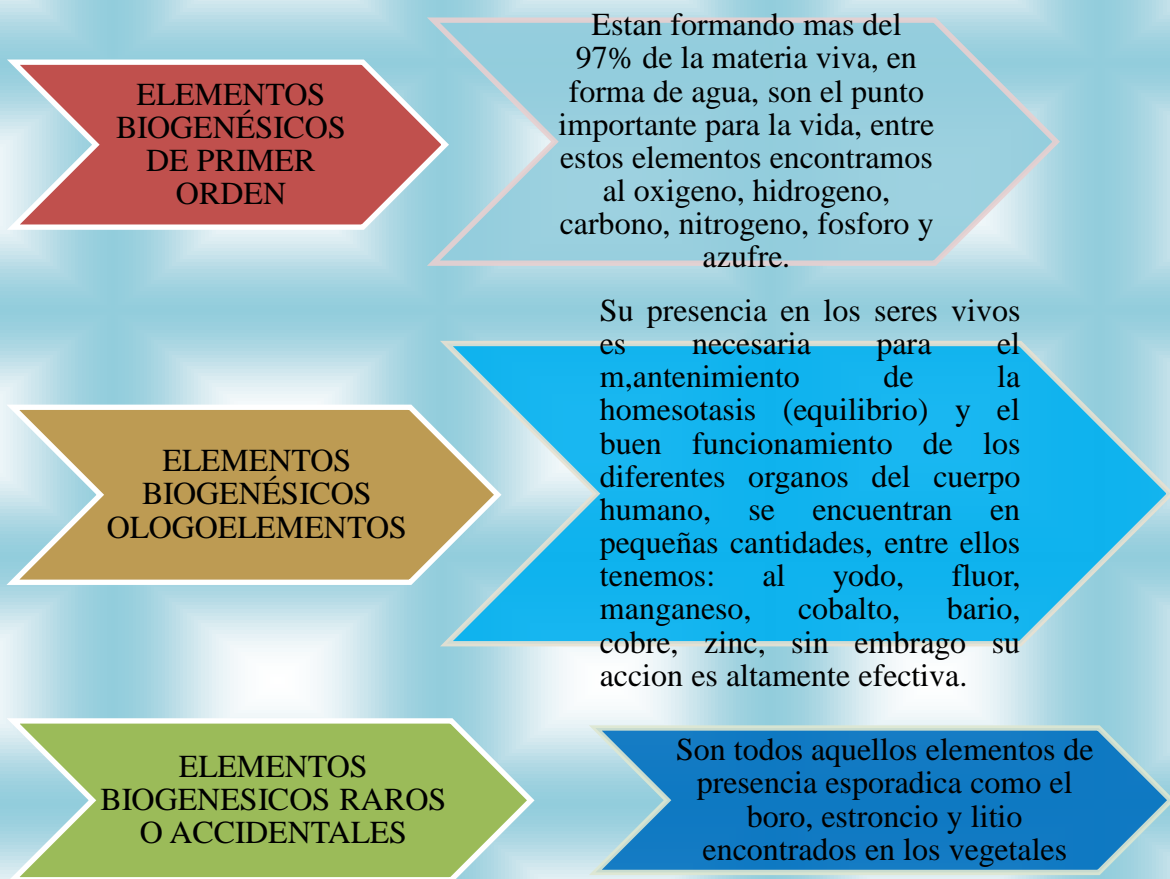 ELEMENTOS
BIOGENÉSICOS
DE PRIMER
ORDEN
Estan formando mas del
97% de la materia viva, en
forma de agua, son el punto
importante para la vida, entre
estos elementos encontramos
al oxigeno, hidrogeno,
carbono, nitrogeno, fosforo y
azufre.
ELEMENTOS
BIOGENÉSICOS
OLOGOELEMENTOS
Su presencia en los seres vivos
es necesaria para el
m,antenimiento de la
homesotasis (equilibrio) y el
buen funcionamiento de los
diferentes organos del cuerpo
humano, se encuentran en
pequeñas cantidades, entre ellos
tenemos: al yodo, fluor,
manganeso, cobalto, bario,
cobre, zinc, sin embrago su
accion es altamente efectiva.
ELEMENTOS
BIOGENESICOS RAROS
O ACCIDENTALES
Son todos aquellos elementos de
presencia esporadica como el
boro, estroncio y litio
encontrados en los vegetales